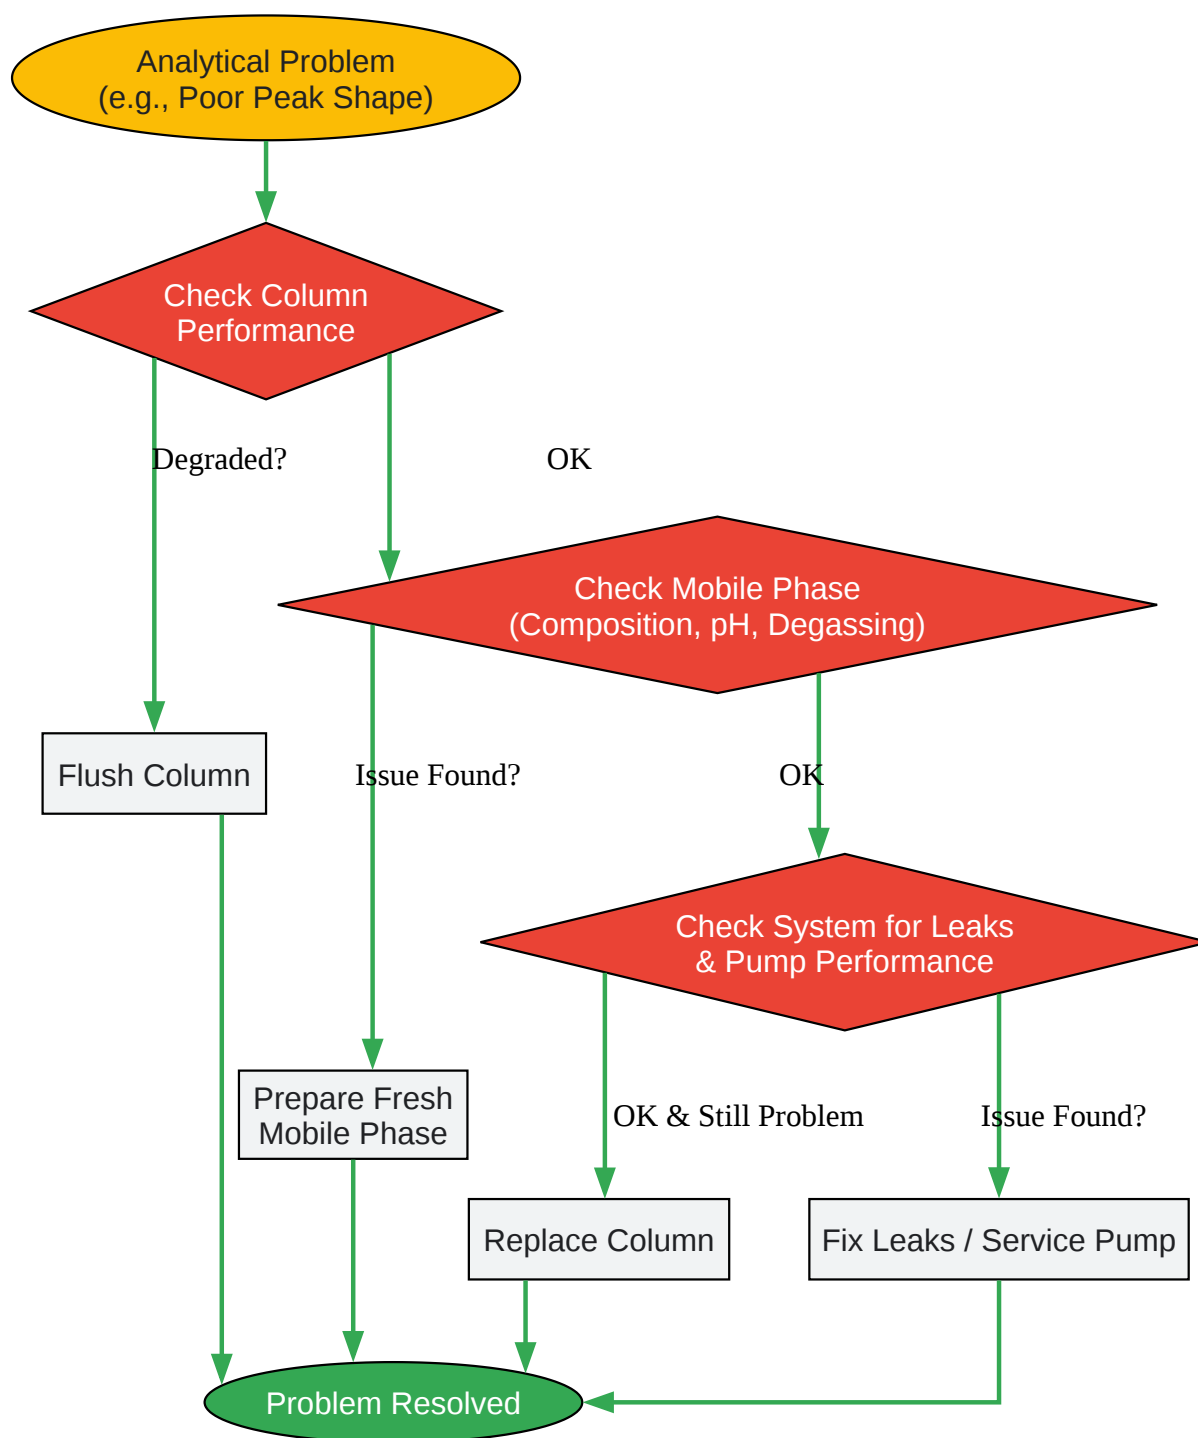 Analytical Problem
(e.g., Poor Peak Shape)
Check Column
Performance
Degraded?
OK
Check Mobile Phase
(Composition, pH, Degassing)
Flush Column
Issue Found?
OK
Check System for Leaks
& Pump Performance
Prepare Fresh
Mobile Phase
OK & Still Problem
Issue Found?
Replace Column
Fix Leaks / Service Pump
Problem Resolved